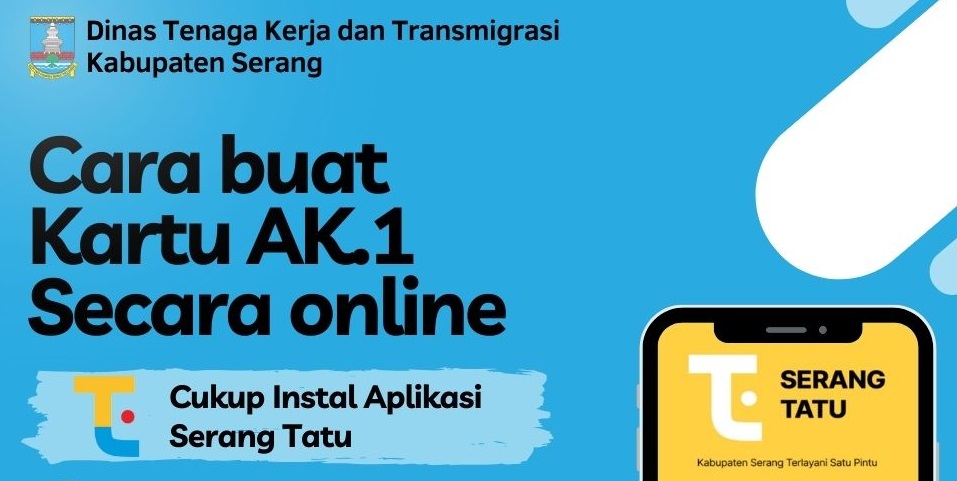 Dinas Tenaga Kerja dan Transmigrasi
Kabupaten Serang
Cara buat
Kartu AK.1
Secara online
Cukup Instal Aplikasi
Serang Tatu
SERANG
TATU
Kabupaten Serang Terlayani Satu Pintu